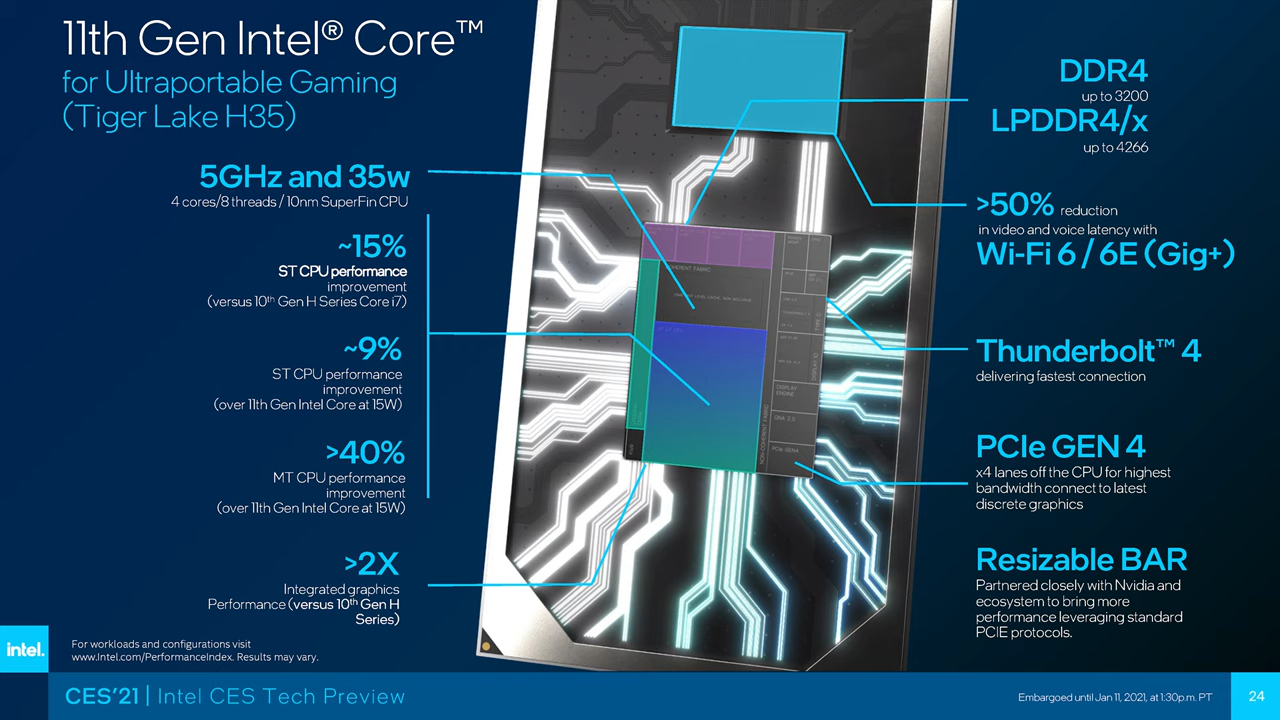 11th Gen Intel® Core™
for Ultraportable Gaming
(Tiger Lake H35)
5GHz and 35w
4 cores/8 threads / 10nm SuperFin CPU
~15%
ST CPU performance
improvement
(versus 10th Gen H Series Core i7)
~9%
ST CPU performance
improvement
(over 11th Gen Intel Core at 15W)
>40%
MT CPU performance
improvement
(over 11th Gen Intel Core at 15W)
>2X
Integrated graphics
Performance (versus 10th Gen H
Series)
For workloads and configurations visit
www.Intel.com/PerformanceIndex. Results may vary.
COHERENT FABRIC
DISPLAY
ENGINE
GNA 2.0
PCIe GEN4
NON-COHERENT FABRIC
DDR4
up to 3200
LPDDR4/x
up to 4266
>50% reduction
in video and voice latency with
Wi-Fi 6 / 6E (Gig+)
Thunderbolt™ 4
delivering fastest connection
PCIe GEN 4
x4 lanes off the CPU for highest
bandwidth connect to latest
discrete graphics
Resizable BAR
Partnered closely with Nvidia and
ecosystem to bring more
performance leveraging standard
PCIE protocols.
intel.
CES'21 | Intel CES Tech Preview
Embargoed until Jan 11, 2021, at 1:30p.m. PT
24